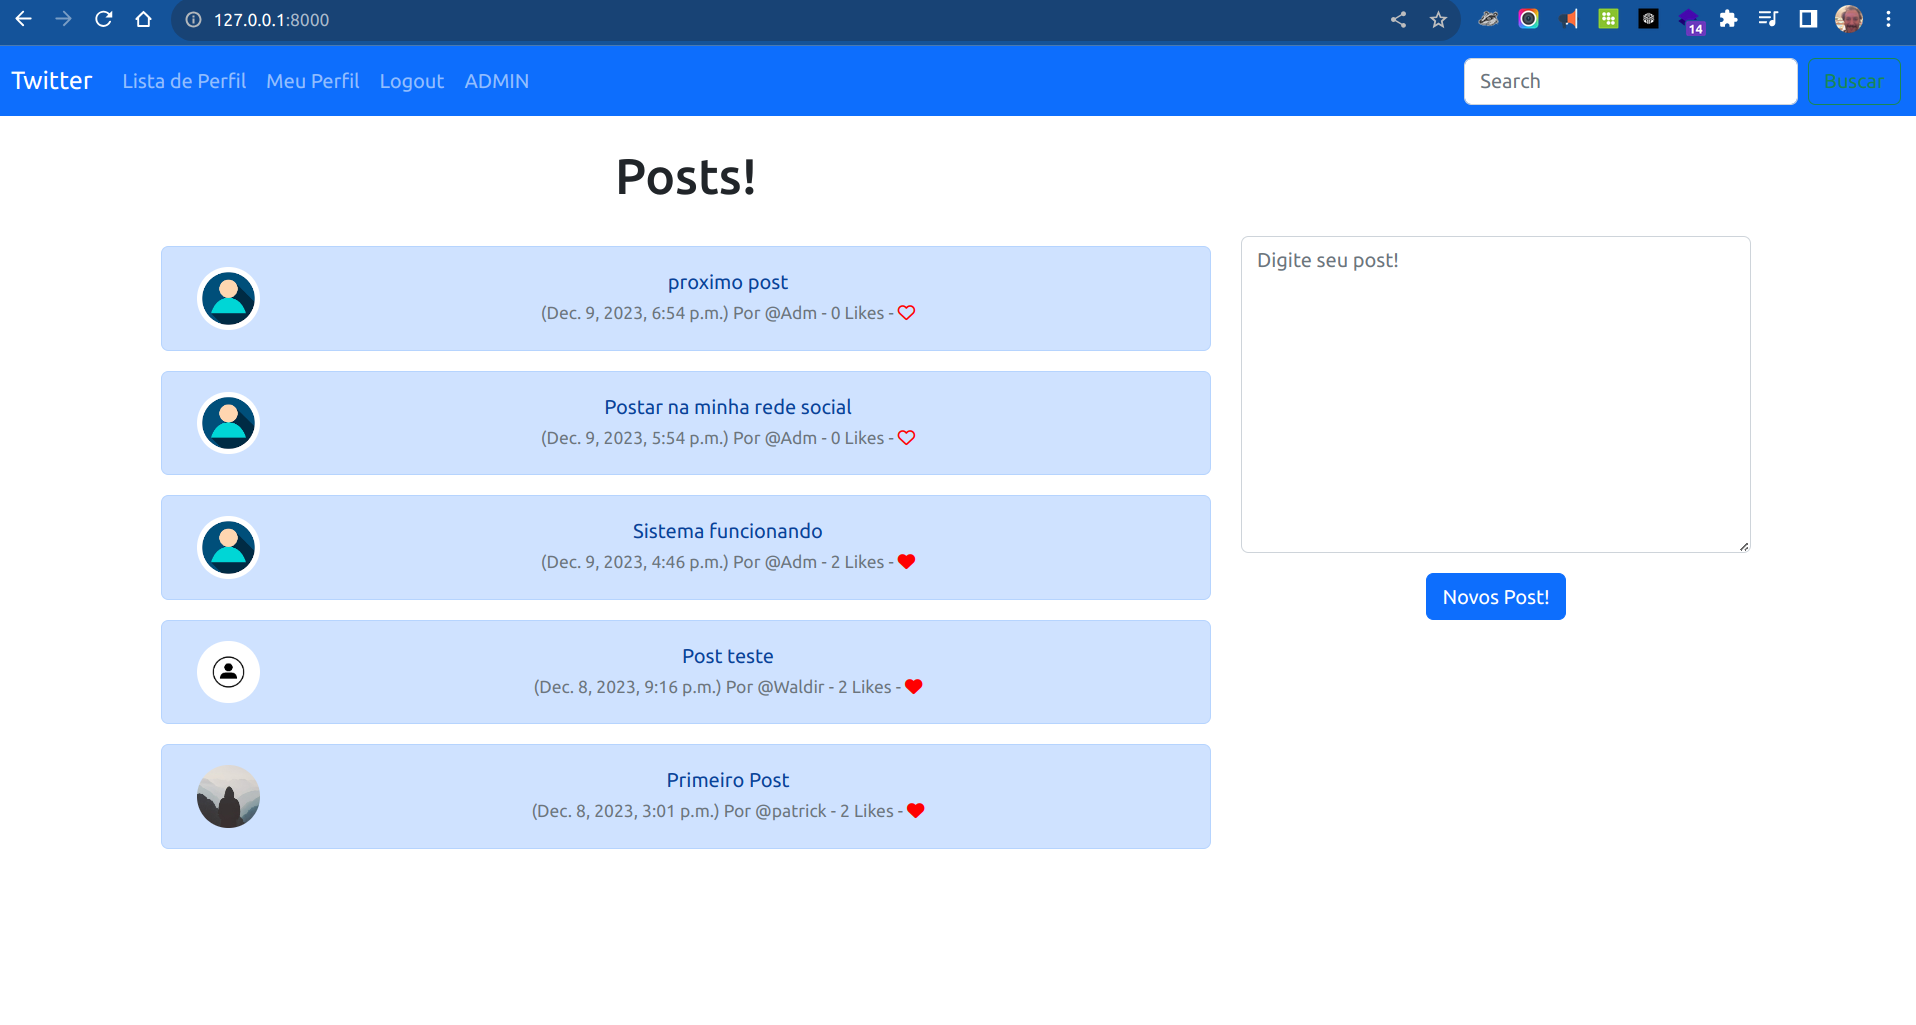 127.0.0.1:8000
14
Twitter Lista de Perfil Meu Perfil Logout ADMIN Search Buscar
Posts!
proximo post
(Dec. 9, 2023, 6:54 p.m.) Por @Adm - 0 Likes -
Postar na minha rede social
(Dec. 9, 2023, 5:54 p.m.) Por @Adm - 0 Likes -
Sistema funcionando
(Dec. 9, 2023, 4:46 p.m.) Por @Adm - 2 Likes -
Post teste
(Dec. 8, 2023, 9:16 p.m.) Por @Waldir - 2 Likes -
Primeiro Post
(Dec. 8, 2023, 3:01 p.m.) Por @patrick - 2 Likes -
Digite seu post!
Novos Post!